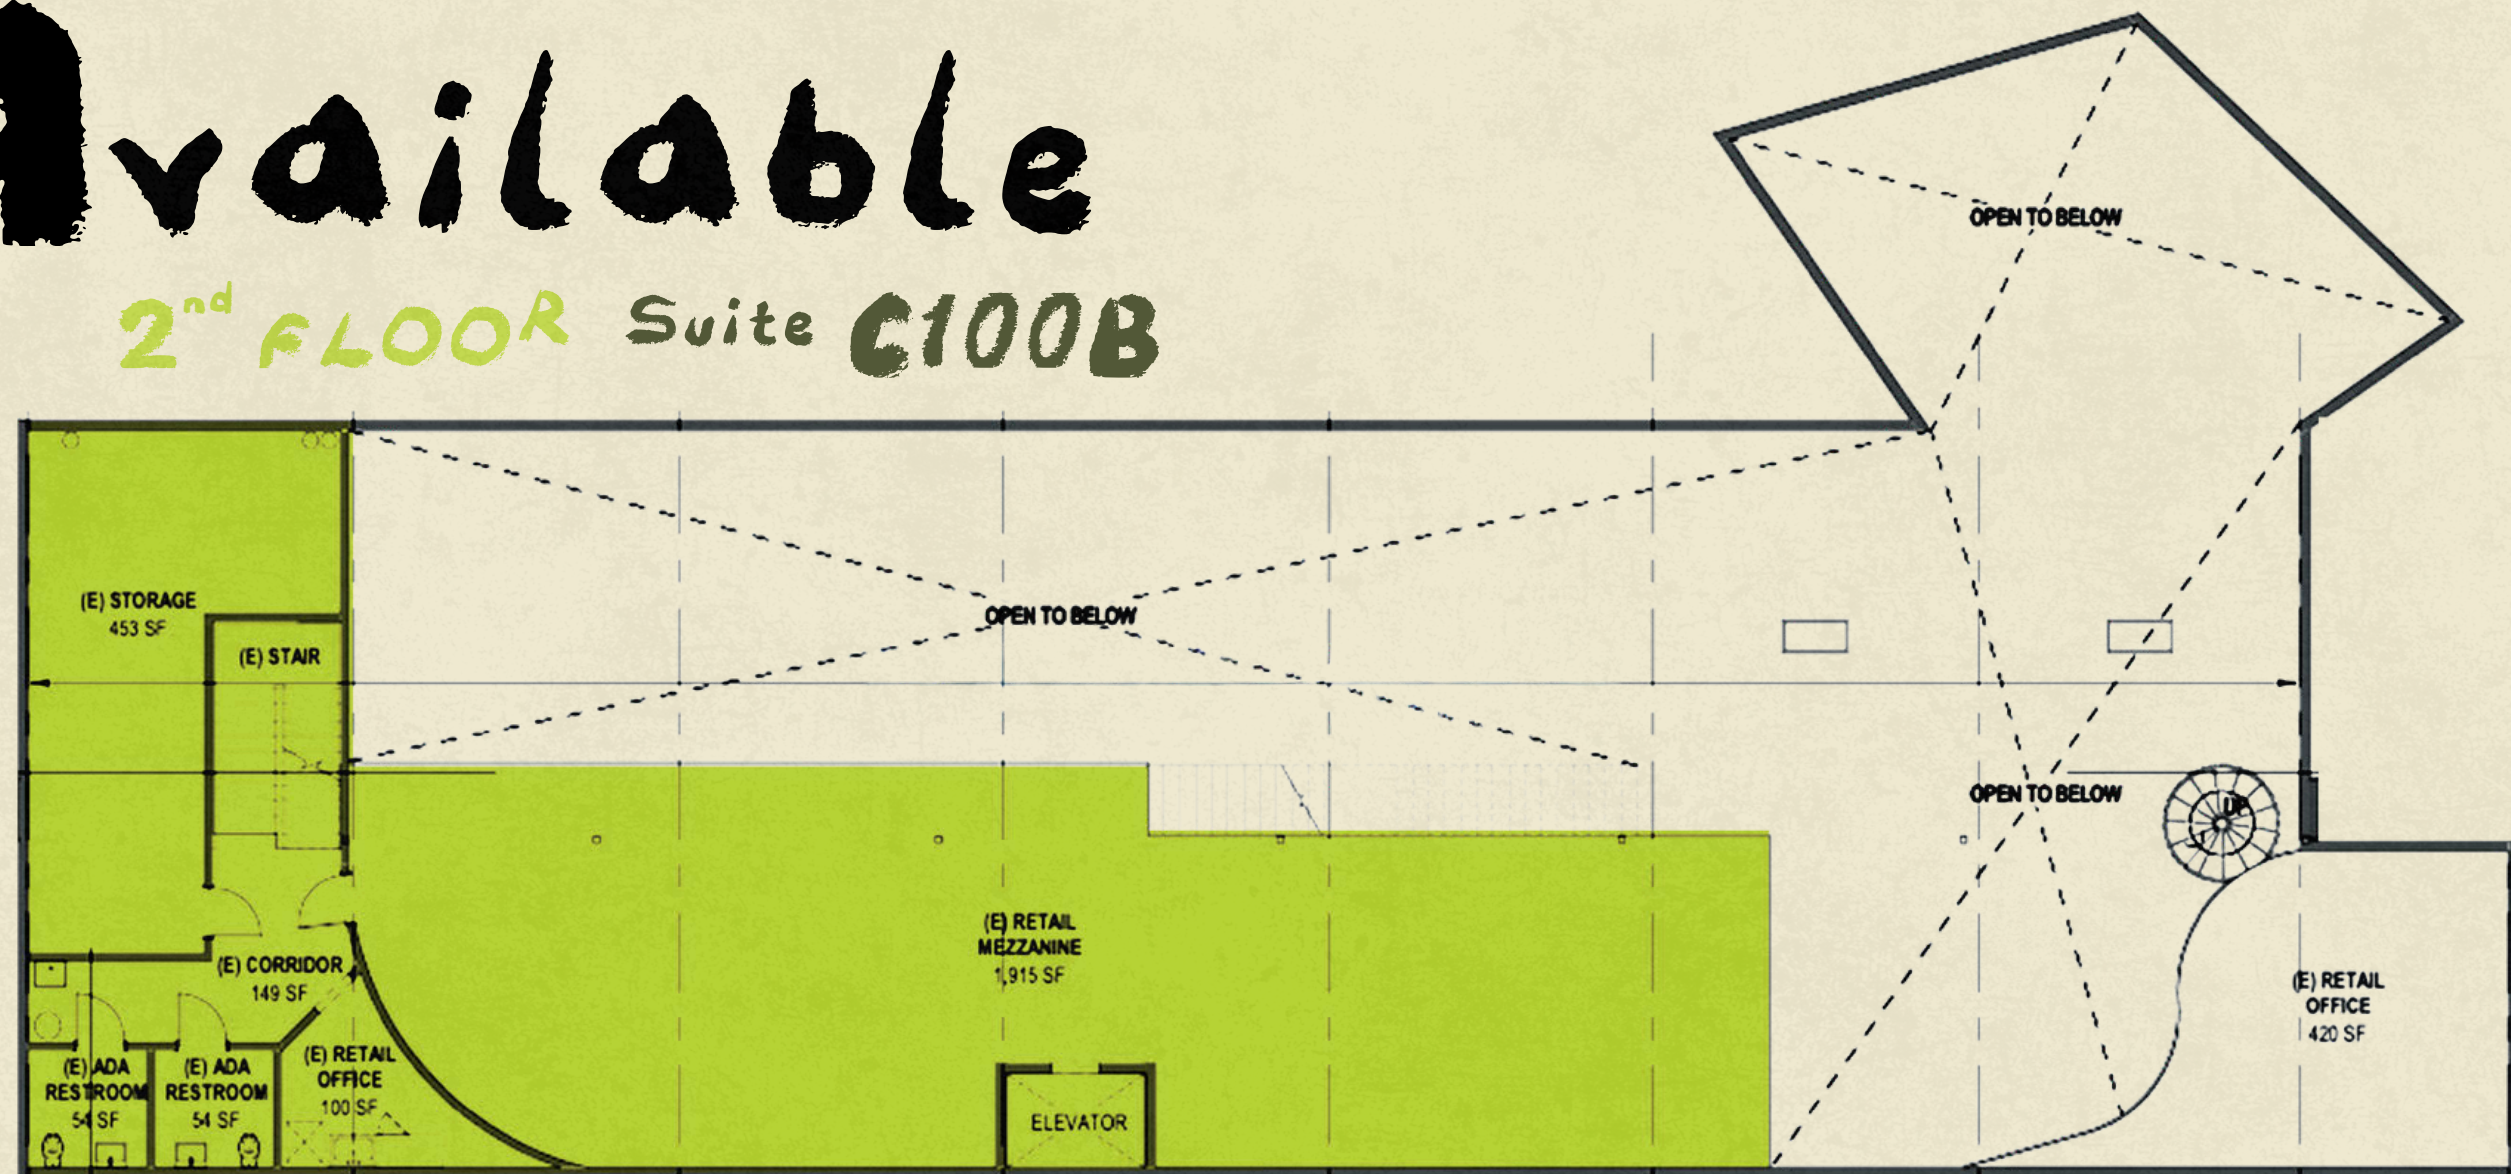 Available
2nd FLOOR Suite C100B
OPEN TO BELOW
(E) STORAGE
453 SF
(E) STAIR
OPEN TO BELOW
OPEN TO BELOW
UP
(E) RETAIL
MEZZANINE
1,915 SF
(E) CORRIDOR
149 SF
(E) RETAIL
OFFICE
420 SF
(E) ADA
RESTROOM
54 SF
(E) ADA
RESTROOM
54 SF
(E) RETAIL
OFFICE
100 SF
ELEVATOR